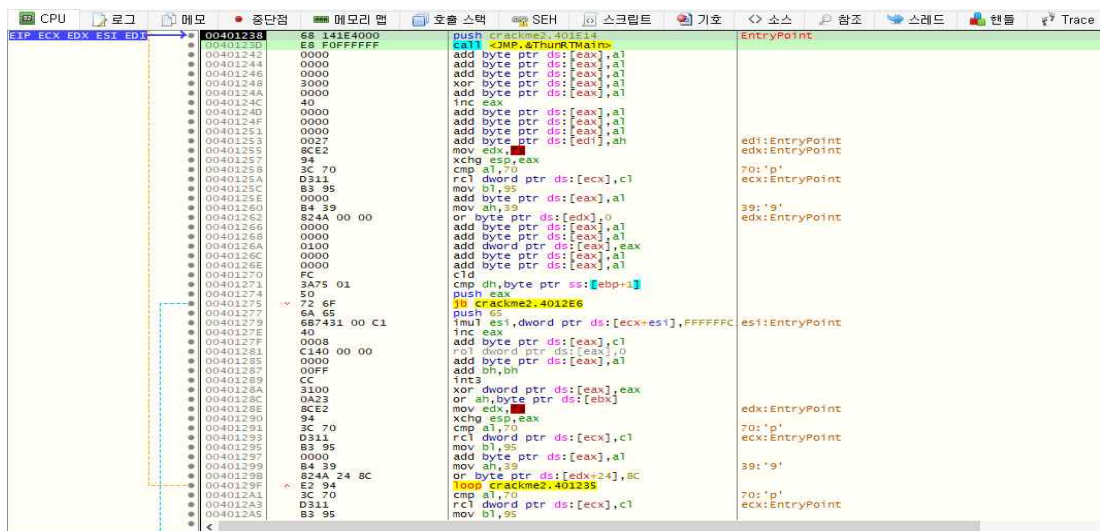 CPU 로그 메모 중단점 메모리 맵 호출 스택 SEH 스크립트 기호 소스 참조 스레드 핸들 Trace
EIP ECX EDX ESI EDI 00401238 68 141E4000 push crackme2.401E14 EntryPoint
0040123D E8 F0FFFFFF call <JMP.&ThunRTMain>
00401242 0000 add byte ptr ds:[eax],al
00401244 0000 add byte ptr ds:[eax],al
00401246 0000 add byte ptr ds:[eax],al
00401248 3000 xor byte ptr ds:[eax],al
0040124A 0000 add byte ptr ds:[eax],al
0040124C 40 inc eax
0040124D 0000 add byte ptr ds:[eax],al
0040124F 0000 add byte ptr ds:[eax],al
00401251 0000 add byte ptr ds:[eax],al
00401253 0027 add byte ptr ds:[edi],ah edi:EntryPoint
00401255 8CE2 mov edx, edx:EntryPoint
00401257 94 xchg esp,eax
00401258 3C 70 cmp al,70 70:'p'
0040125A D311 rcl dword ptr ds:[ecx],cl ecx:EntryPoint
0040125C B3 95 mov bl,95
0040125E 0000 add byte ptr ds:[eax],al
00401260 B4 39 mov ah,39 39:'9'
00401262 824A 00 00 or byte ptr ds:[edx],0 edx:EntryPoint
00401266 0000 add byte ptr ds:[eax],al
00401268 0000 add byte ptr ds:[eax],al
0040126A 0100 add dword ptr ds:[eax],eax
0040126C 0000 add byte ptr ds:[eax],al
0040126E 0000 add byte ptr ds:[eax],al
00401270 FC cld
00401271 3A75 01 cmp dh,byte ptr ss:[ebp+1]
00401274 50 push eax
00401275 72 6F jb crackme2.4012E6
00401277 6A 65 push 65
00401279 6B7431 00 C1 imul esi,dword ptr ds:[ecx+esi],FFFFFFC esi:EntryPoint
0040127E 40 inc eax
0040127F 0008 add byte ptr ds:[eax],cl
00401281 C140 00 00 rol dword ptr ds:[eax],0
00401285 0000 add byte ptr ds:[eax],al
00401287 00FF add bh,bh
00401289 CC int3
0040128A 3100 xor dword ptr ds:[eax],eax
0040128C 0A23 or ah,byte ptr ds:[ebx]
0040128E 8CE2 mov edx, edx:EntryPoint
00401290 94 xchg esp,eax
00401291 3C 70 cmp al,70 70:'p'
00401293 D311 rcl dword ptr ds:[ecx],cl ecx:EntryPoint
00401295 B3 95 mov bl,95
00401297 0000 add byte ptr ds:[eax],al
00401299 B4 39 mov ah,39 39:'9'
0040129B 824A 24 8C or byte ptr ds:[edx+24],8C
0040129F E2 94 loop crackme2.401235
004012A1 3C 70 cmp al,70 70:'p'
004012A3 D311 rcl dword ptr ds:[ecx],cl ecx:EntryPoint
004012A5 B3 95 mov bl,95